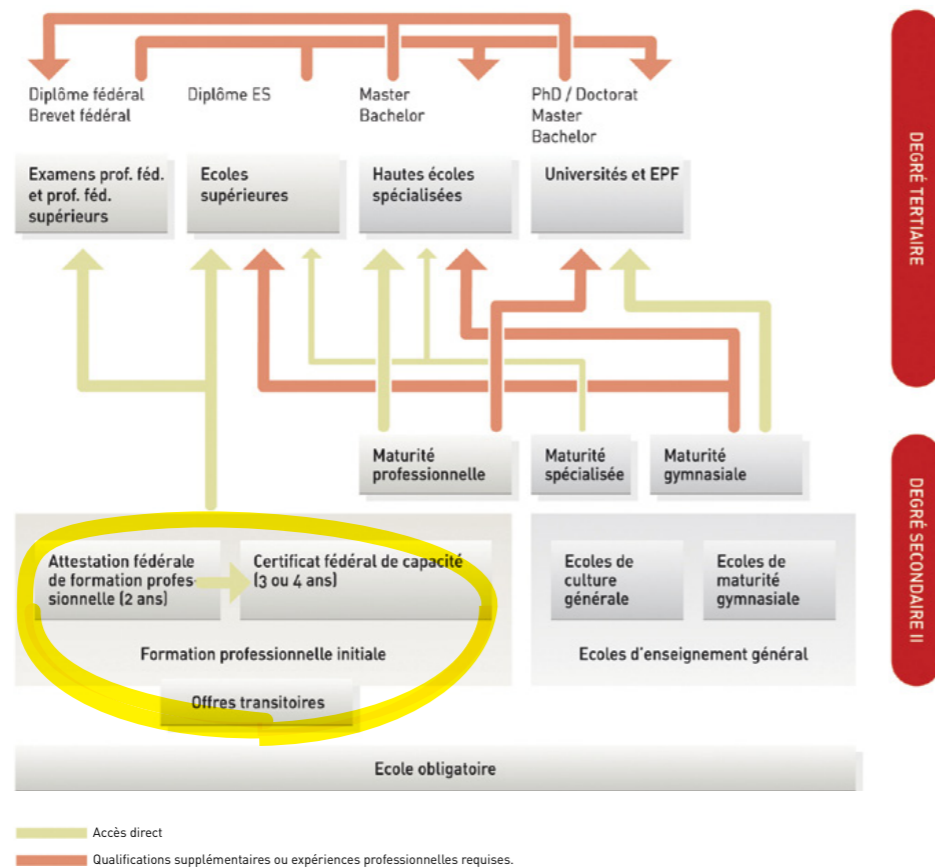 Diplôme fédéral
Brevet fédéral
Diplôme ES
Master
Bachelor
PhD / Doctorat
Master
Bachelor
Examens prof. féd.
et prof. féd.
supérieurs
Ecoles
supérieures
Hautes écoles
spécialisées
Universités et EPF
DEGRÉ TERTIAIRE
Maturité
professionnelle
Maturité
spécialisée
Maturité
gymnasiale
DEGRÉ SECONDAIRE II
Attestation fédérale
de formation profes-
sionnelle (2 ans)
Certificat fédéral de capacité
(3 ou 4 ans)
Formation professionnelle initiale
Ecoles de
culture
générale
Ecoles de
maturité
gymnasiale
Ecoles d'enseignement général
Offres transitoires
Ecole obligatoire
Accès direct
Qualifications supplémentaires ou expériences professionnelles requises.